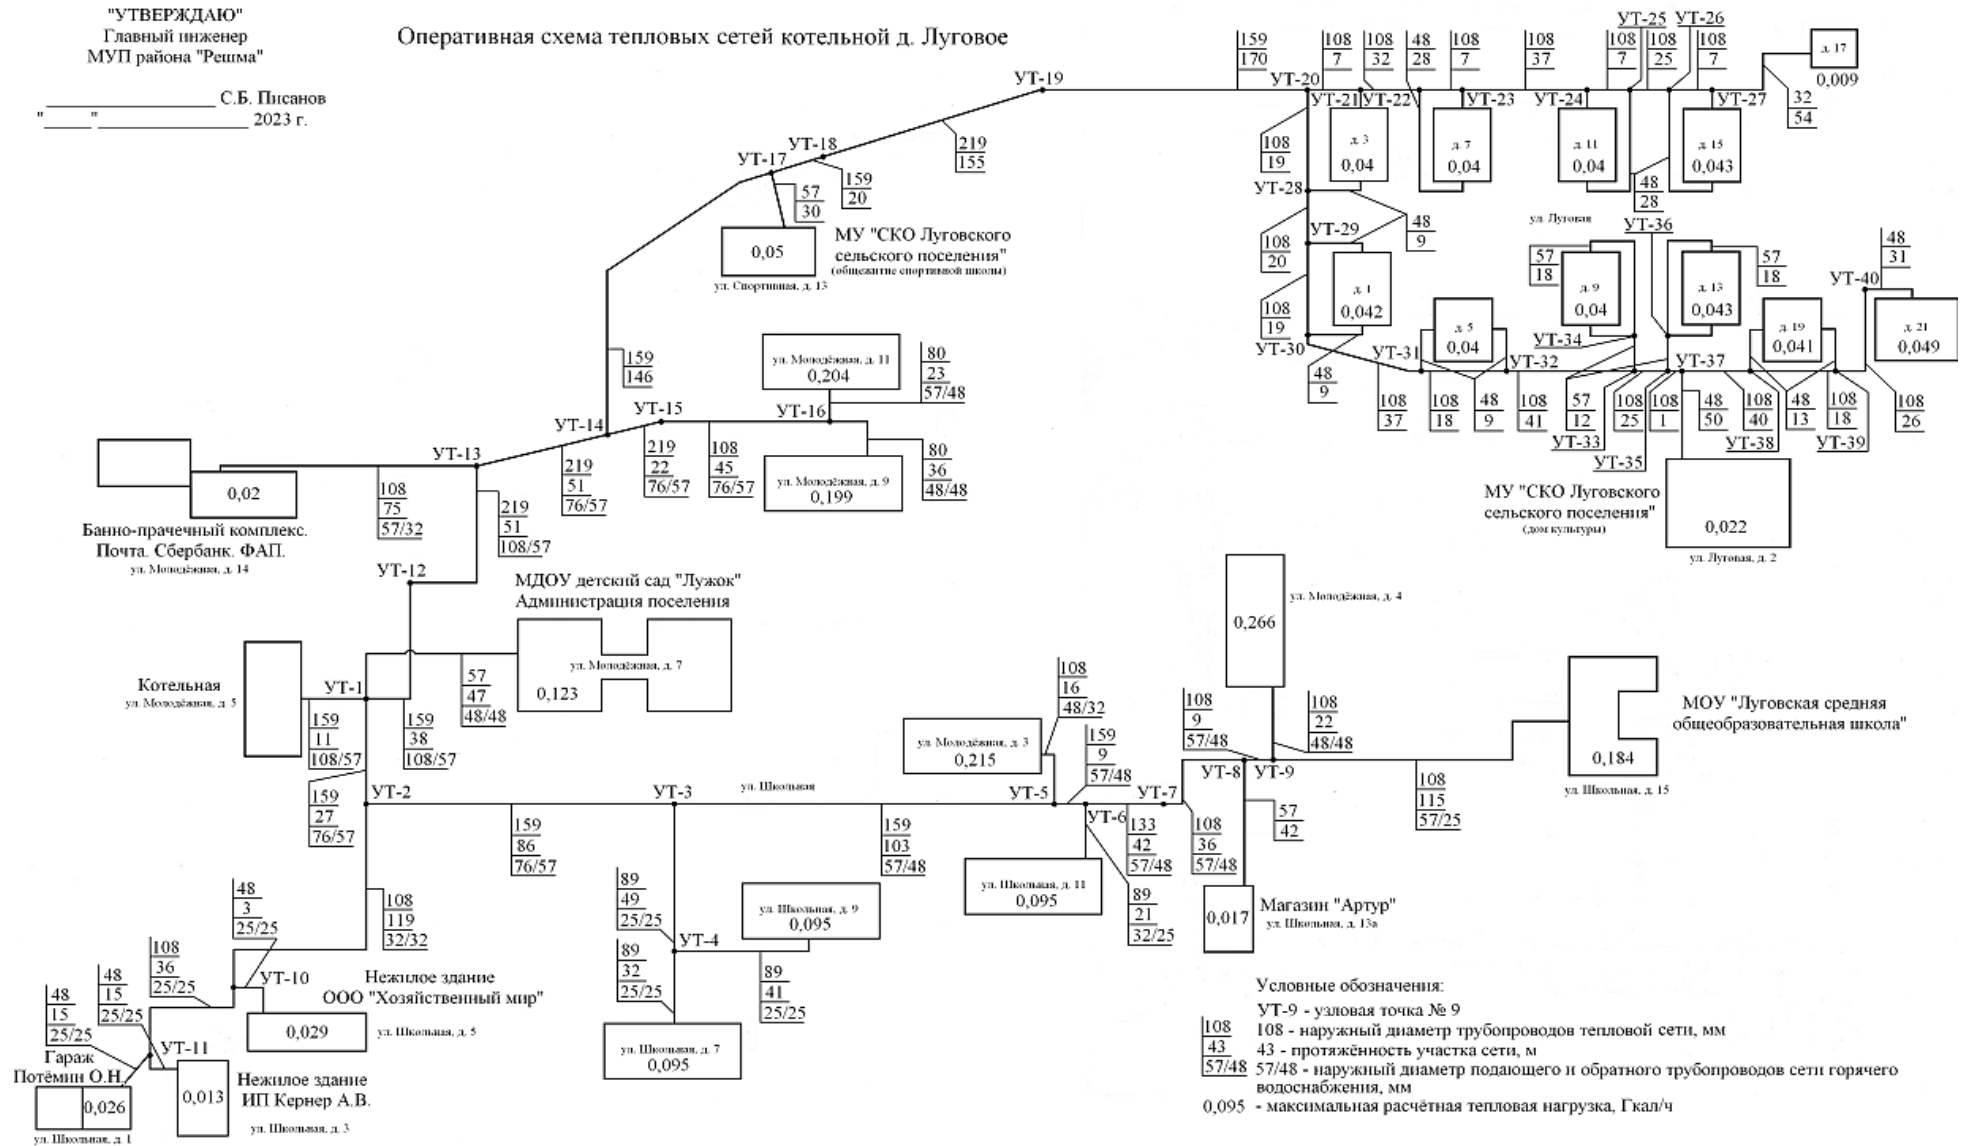 "УТВЕРЖДАЮ"
Главный инженер
МУП района "Решма"
С.Б. Писанов
"_____"____________________ 2023 г.
Оперативная схема тепловых сетей котельной д. Луговое
УТ-19
159
170
УТ-20
108
7
108
32
48
28
108
7
108
37
УТ-25
УТ-26
108
7
108
25
108
7
д. 17
0,009
32
54
УТ-21
УТ-22
УТ-23
УТ-24
УТ-27
д. 3
0,04
д. 7
0,04
д. 11
0,04
д. 15
0,043
108
19
УТ-28
48
28
ул. Луговая
УТ-17
УТ-18
219
155
159
20
57
30
0,05
ул. Спортивная, д. 13
МУ "СКО Луговского
сельского поселения"
(общежитие спортивной школы)
УТ-29
48
9
108
20
108
19
д. 1
0,042
УТ-30
48
9
УТ-36
57
18
д. 9
0,04
д. 13
0,043
57
18
УТ-40
48
31
д. 5
0,04
д. 19
0,041
д. 21
0,049
УТ-31
УТ-32
УТ-34
УТ-37
108
37
108
18
48
9
108
41
57
12
108
25
108
1
48
50
108
40
48
13
108
18
108
26
УТ-33
УТ-35
УТ-38
УТ-39
МУ "СКО Луговского
сельского поселения"
(дом культуры)
0,022
ул. Луговая, д. 2
159
146
ул. Молодёжная, д. 11
0,204
80
23
57/48
УТ-14
УТ-15
УТ-16
219
51
76/57
219
22
76/57
108
45
76/57
ул. Молодёжная, д. 9
0,199
80
36
48/48
УТ-13
0,02
108
75
57/32
219
51
108/57
Банно-прачечный комплекс.
Почта. Сбербанк. ФАП.
ул. Молодёжная, д. 14
УТ-12
МДОУ детский сад "Лужок"
Администрация поселения
ул. Молодёжная, д. 7
0,123
57
47
48/48
Котельная
ул. Молодёжная, д. 5
УТ-1
159
11
108/57
159
38
108/57
159
27
76/57
УТ-2
УТ-3
ул. Школьная
УТ-5
159
86
76/57
159
103
57/48
ул. Молодёжная, д. 3
0,215
108
16
48/32
159
9
57/48
УТ-6
УТ-7
133
42
57/48
108
36
57/48
ул. Школьная, д. 11
0,095
89
21
32/25
0,266
ул. Молодёжная, д. 4
108
9
57/48
108
22
48/48
УТ-8
УТ-9
57
42
108
115
57/25
0,184
МОУ "Луговская средняя
общеобразовательная школа"
ул. Школьная, д. 15
0,017
Магазин "Артур"
ул. Школьная, д. 13а
89
49
25/25
УТ-4
89
32
25/25
89
41
25/25
ул. Школьная, д. 9
0,095
ул. Школьная, д. 7
0,095
108
119
32/32
48
3
25/25
УТ-10
108
36
25/25
Нежилое здание
ООО "Хозяйственный мир"
0,029
ул. Школьная, д. 5
48
15
25/25
48
15
25/25
УТ-11
Гараж
Потёмин О.Н.
0,026
ул. Школьная, д. 1
0,013
Нежилое здание
ИП Кернер А.В.
ул. Школьная, д. 3
Условные обозначения:
УТ-9 - узловая точка № 9
108 108 - наружный диаметр трубопроводов тепловой сети, мм
43 43 - протяжённость участка сети, м
57/48 57/48 - наружный диаметр подающего и обратного трубопроводов сети горячего
водоснабжения, мм
0,095 - максимальная расчётная тепловая нагрузка, Гкал/ч